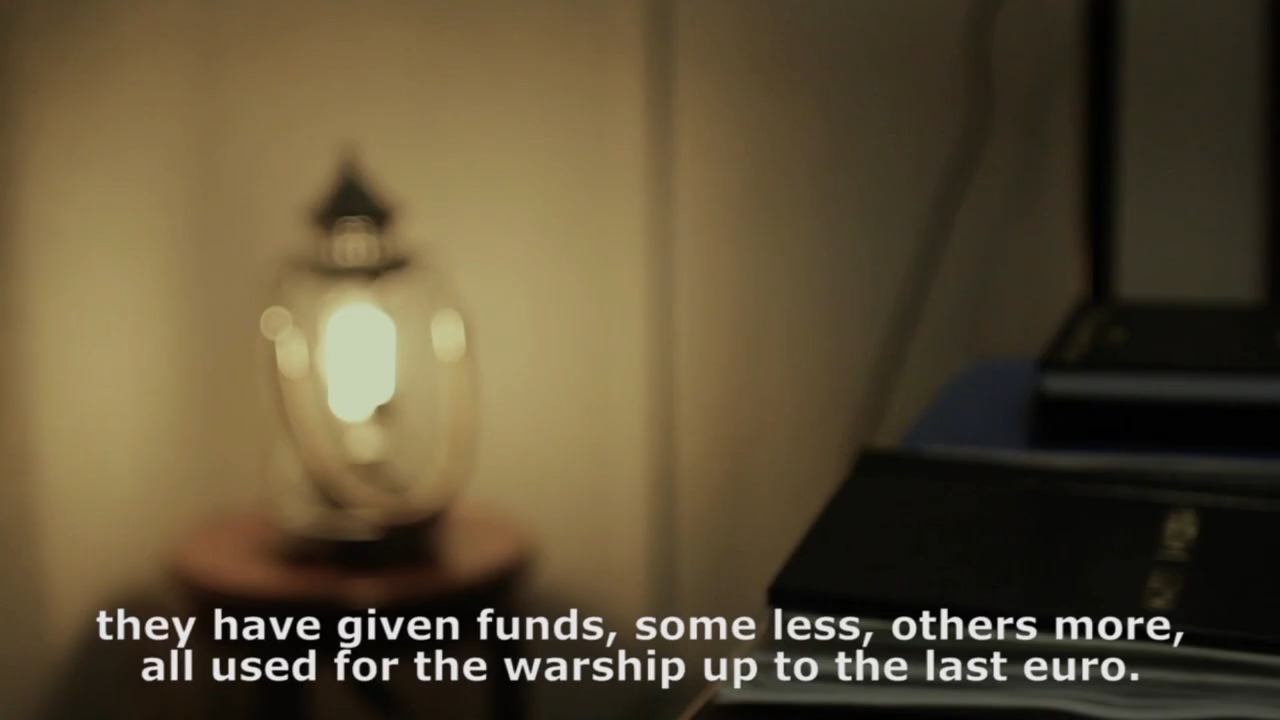 they have given funds, some less, others more,
all used for the warship up to the last euro.